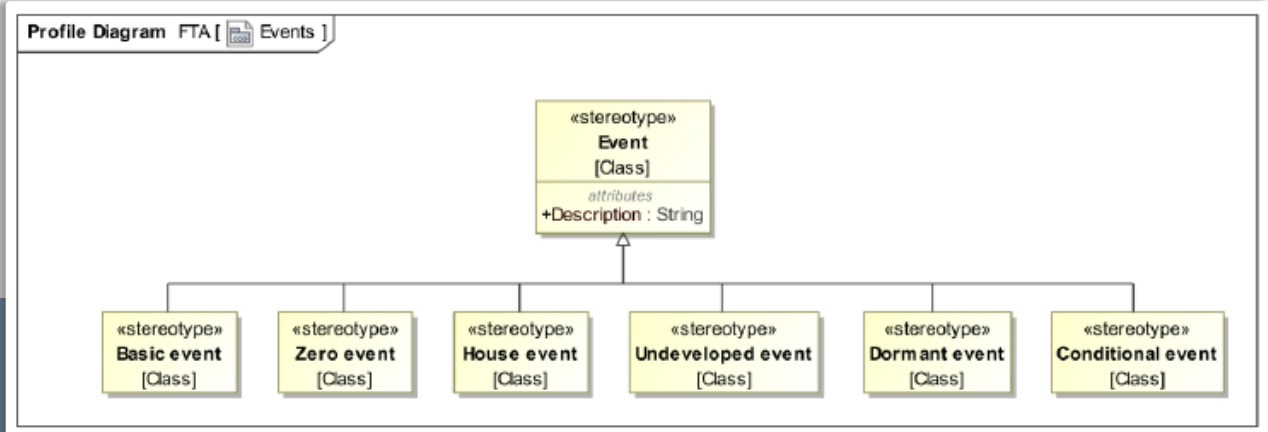 Profile Diagram FTA [ Events ]
«stereotype»
Event
[Class]
attributes
+Description : String
«stereotype»
Basic event
[Class]
«stereotype»
Zero event
[Class]
«stereotype»
House event
[Class]
«stereotype»
Undeveloped event
[Class]
«stereotype»
Dormant event
[Class]
«stereotype»
Conditional event
[Class]